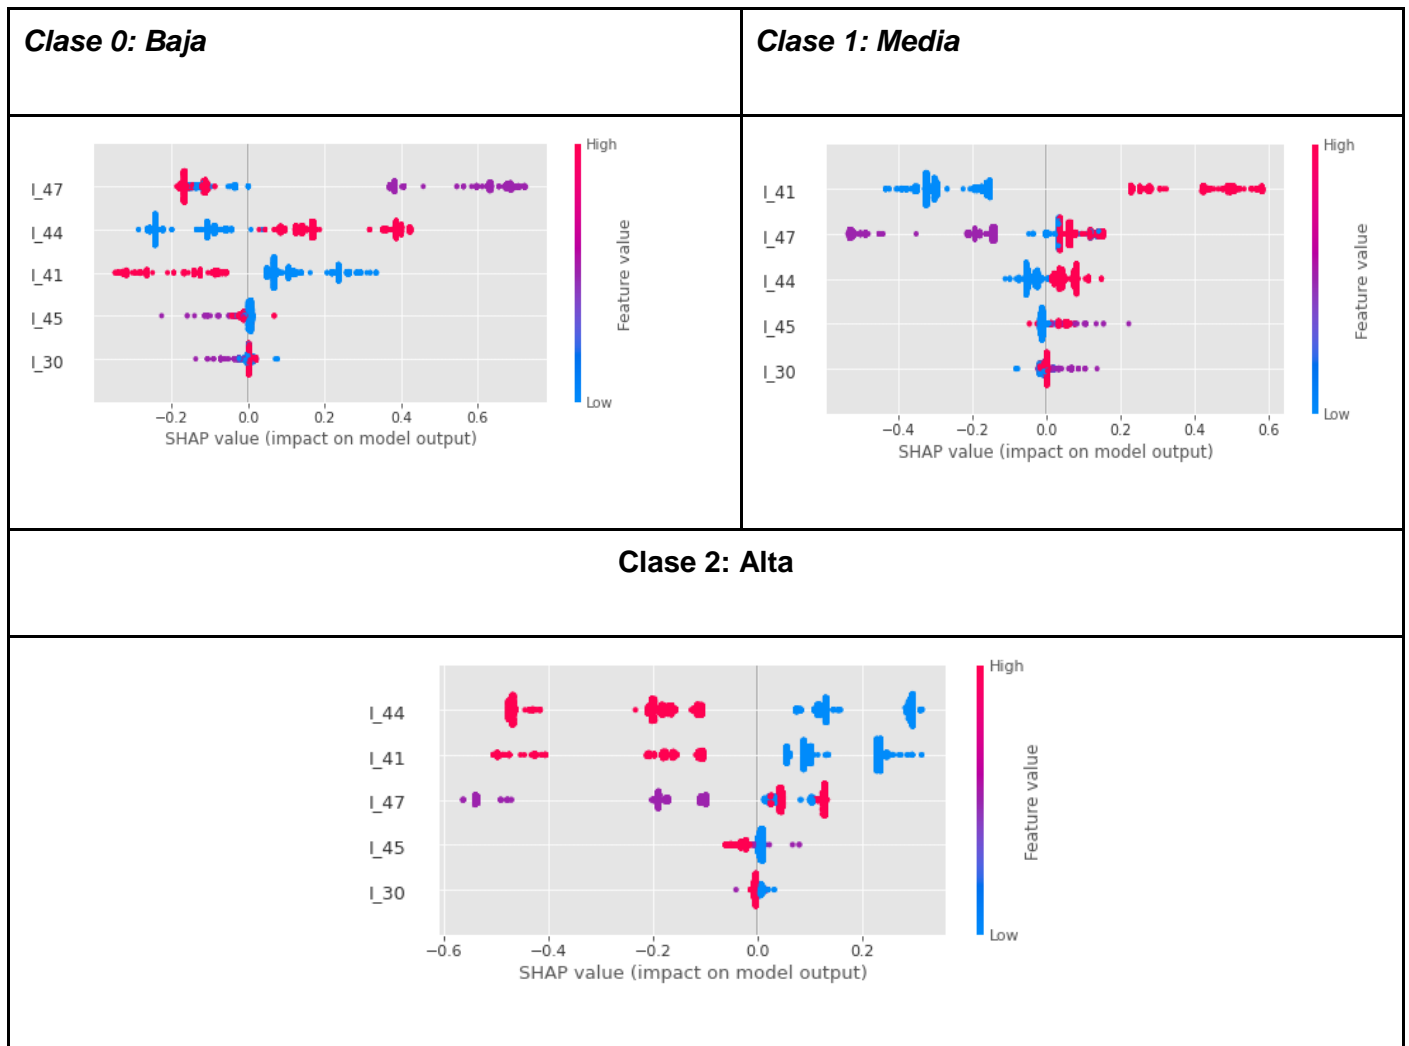 Clase 0: Baja
Clase 1: Media
High
I_47
I_44
I_41
I_45
I_30
Low
Feature value
−0.2 0.0 0.2 0.4 0.6
SHAP value (impact on model output)
High
I_41
I_47
I_44
I_45
I_30
Low
Feature value
−0.4 −0.2 0.0 0.2 0.4 0.6
SHAP value (impact on model output)
Clase 2: Alta
High
I_44
I_41
I_47
I_45
I_30
Low
Feature value
−0.6 −0.4 −0.2 0.0 0.2
SHAP value (impact on model output)